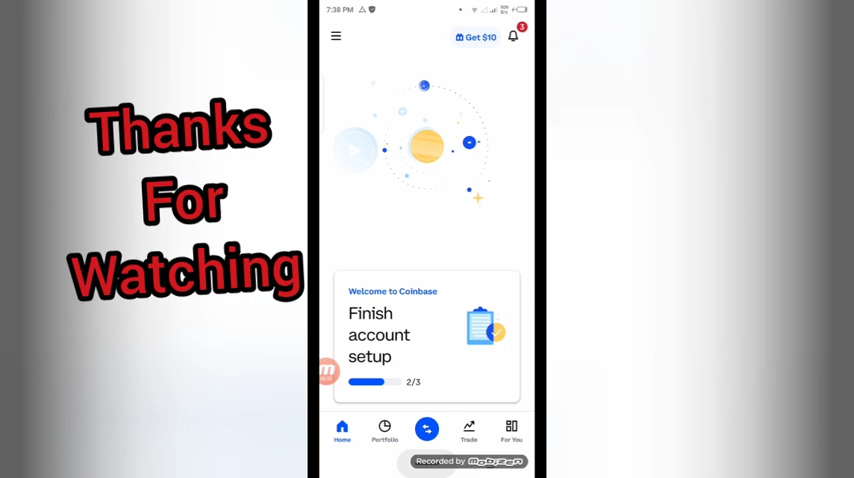 7:38 PM
Get $10
3
Thanks
For
Watching
Welcome to Coinbase
Finish
account
setup
2/3
Home
Portfolio
Trade
For You
Recorded by mobizen